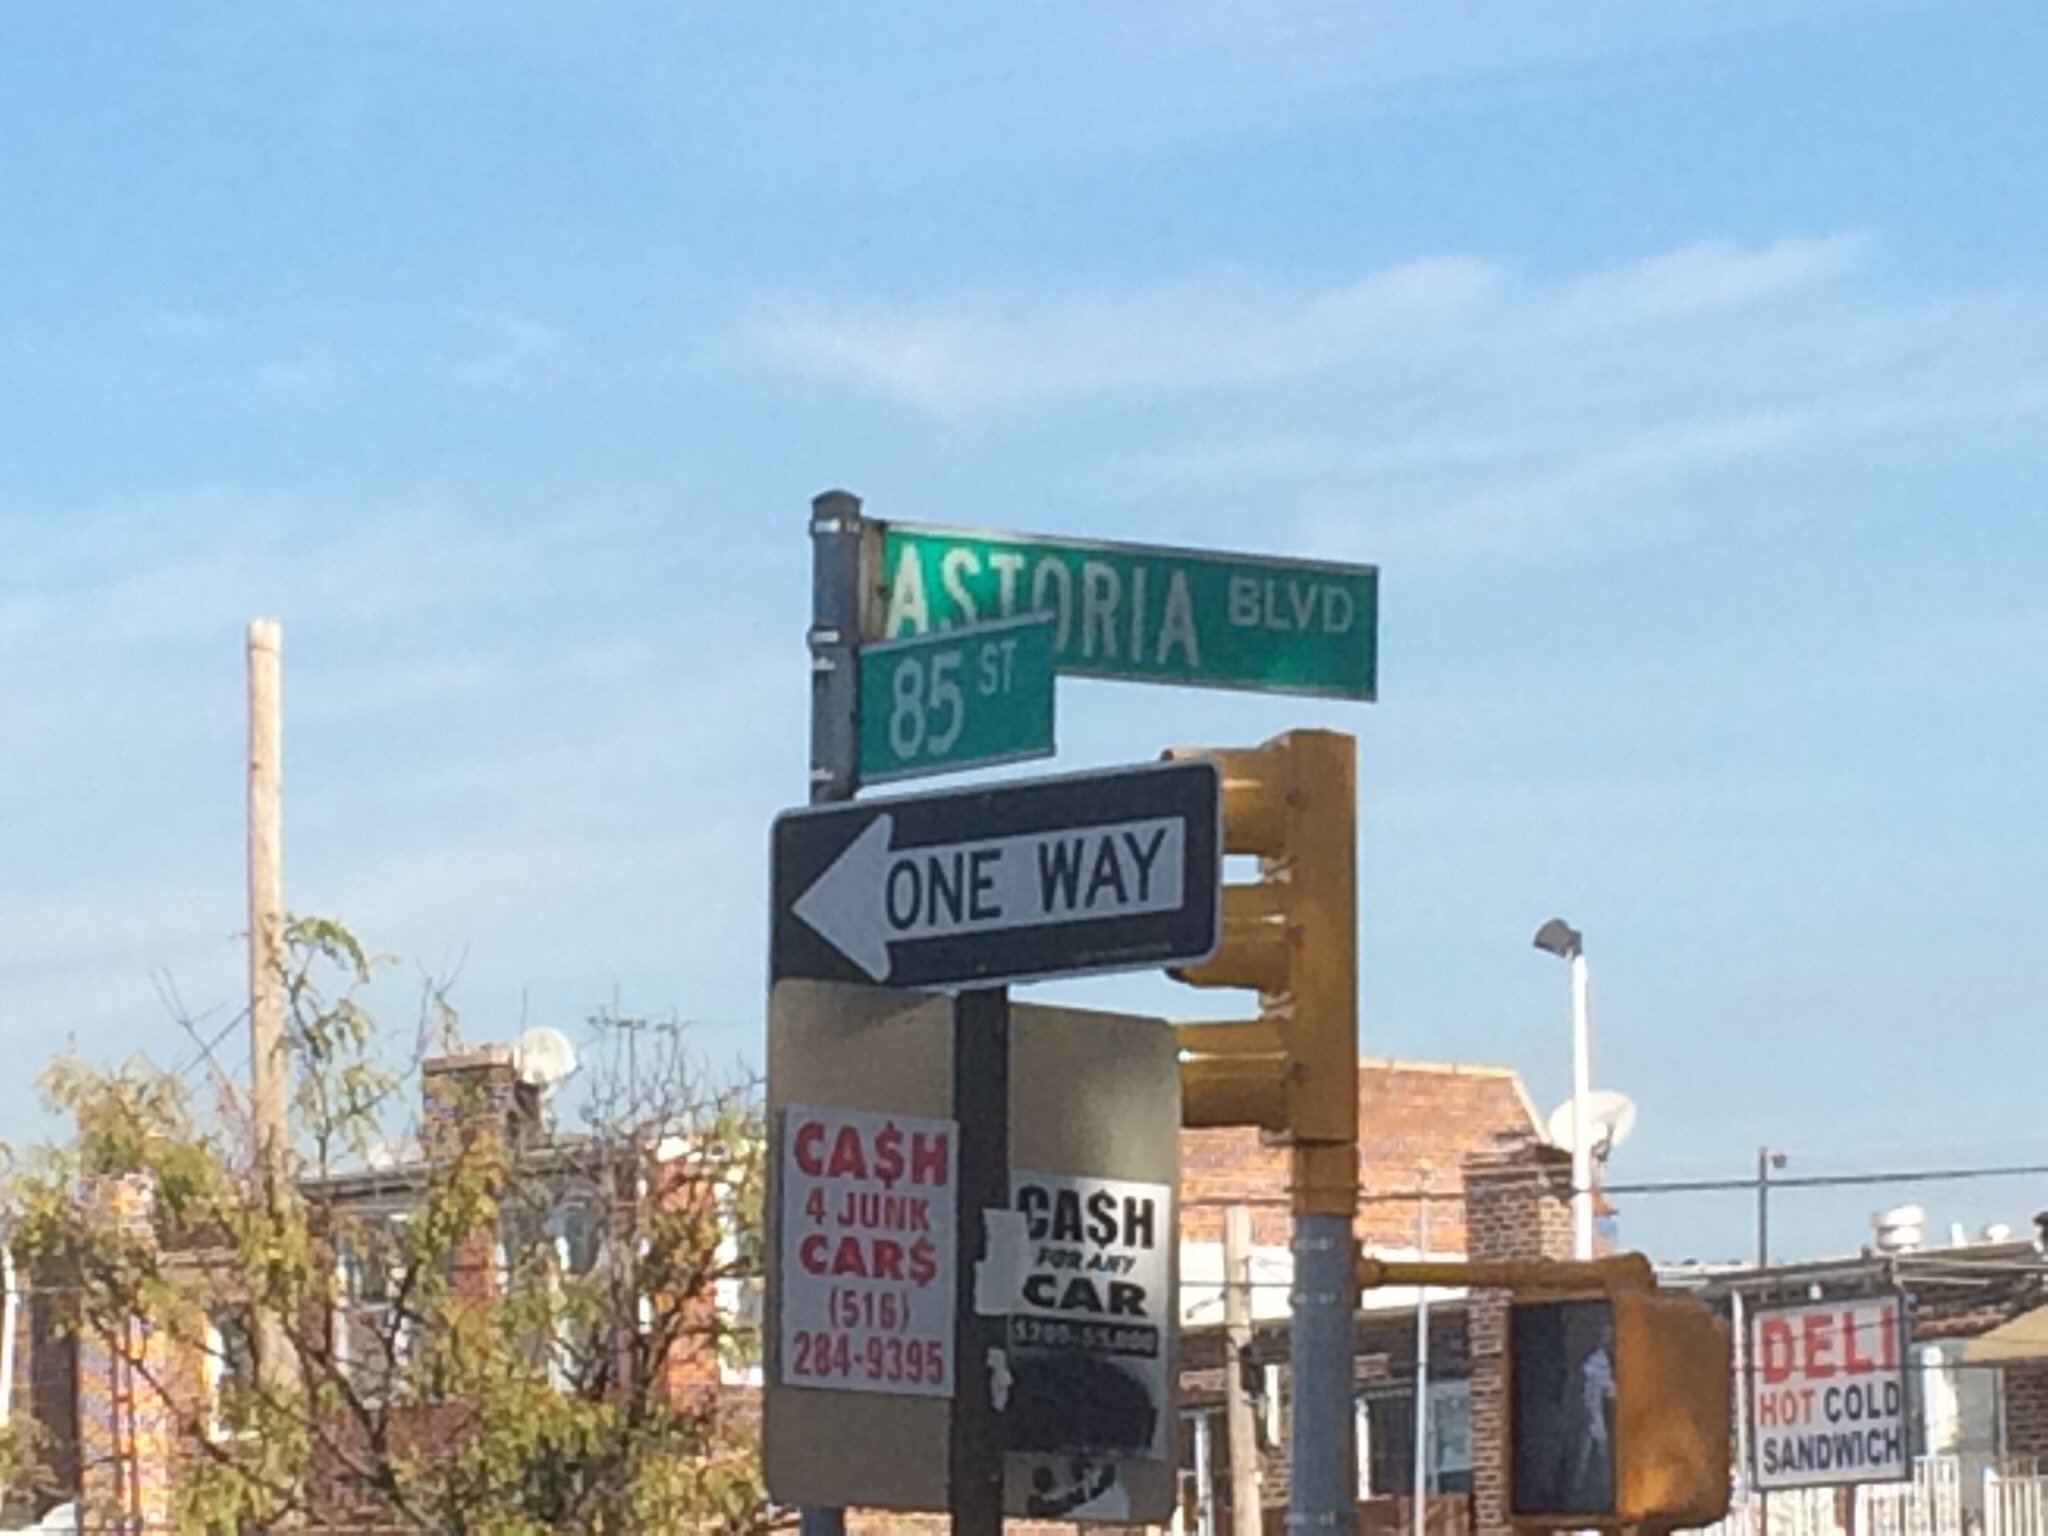 ASTORIA BLVD
85 ST
ONE WAY
CA$H
4 JUNK
CAR$
(516)
284-9395
CA$H
FOR ANY
CAR
DELI
HOT COLD
SANDWICH